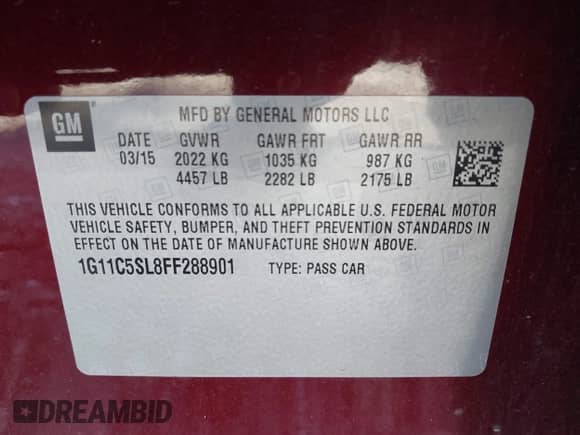 GM
MFD BY GENERAL MOTORS LLC
DATE GVWR GAWR FRT GAWR RR
03/15 2022 KG 1035 KG 987 KG
4457 LB 2282 LB 2175 LB
THIS VEHICLE CONFORMS TO ALL APPLICABLE U.S. FEDERAL MOTOR
VEHICLE SAFETY, BUMPER, AND THEFT PREVENTION STANDARDS IN
EFFECT ON THE DATE OF MANUFACTURE SHOWN ABOVE.
1G11C5SL8FF288901 TYPE: PASS CAR
DREAMBID